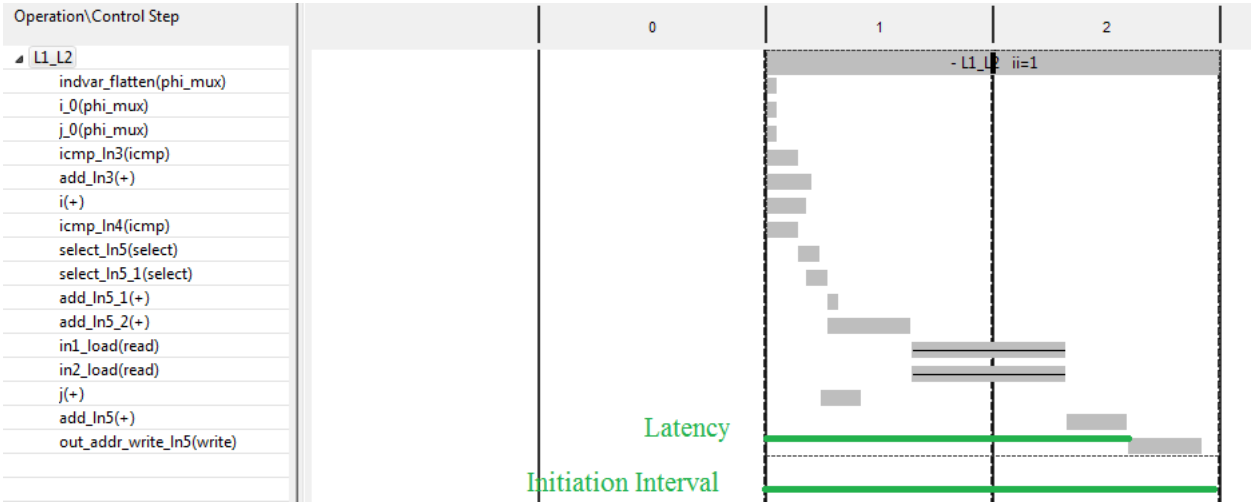 Operation\Control Step
0 1 2
L1_L2
- L1_L2 ii=1
indvar_flatten(phi_mux)
i_0(phi_mux)
j_0(phi_mux)
icmp_ln3(icmp)
add_ln3(+)
i(+)
icmp_ln4(icmp)
select_ln5(select)
select_ln5_1(select)
add_ln5_1(+)
add_ln5_2(+)
in1_load(read)
in2_load(read)
j(+)
add_ln5(+)
Latency
out_addr_write_ln5(write)
Initiation Interval